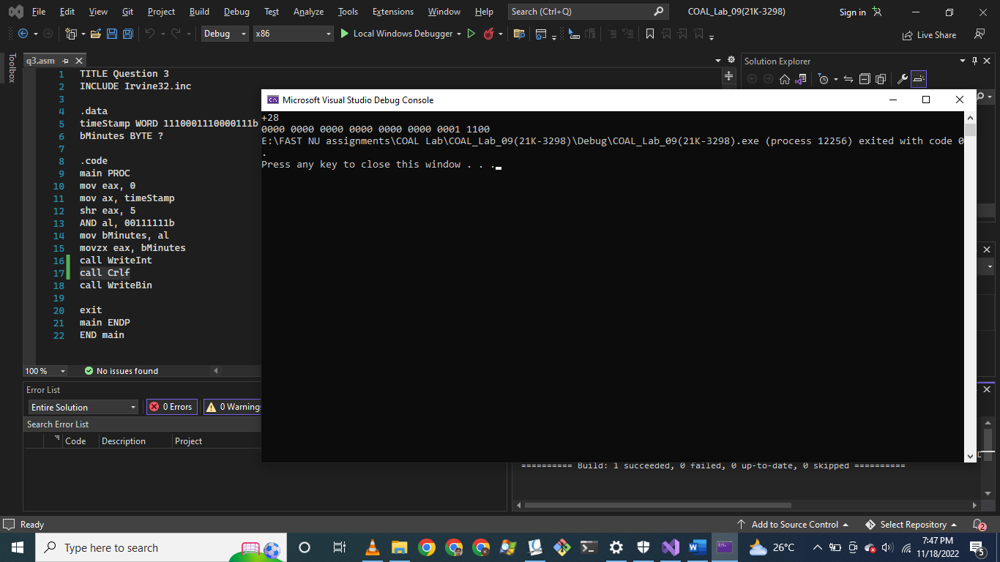 File Edit View Git Project Build Debug Test Analyze Tools Extensions Window Help Search (Ctrl+Q) COAL_Lab_09(21K-3298) Sign in
Debug x86 Local Windows Debugger Live Share
Toolbox
q3.asm
Solution Explorer
1 TITLE Question 3
2 INCLUDE Irvine32.inc
3
4 .data
5 timeStamp WORD 1110001110000111b
6 bMinutes BYTE ?
7
8 .code
9 main PROC
10 mov eax, 0
11 mov ax, timeStamp
12 shr eax, 5
13 AND al, 00111111b
14 mov bMinutes, al
15 movzx eax, bMinutes
16 call WriteInt
17 call Crlf
18 call WriteBin
19
20 exit
21 main ENDP
22 END main
Microsoft Visual Studio Debug Console
+28
0000 0000 0000 0000 0000 0000 0001 1100
E:\FAST NU assignments\COAL Lab\COAL_Lab_09(21K-3298)\Debug\COAL_Lab_09(21K-3298).exe (process 12256) exited with code 0
.
Press any key to close this window . . .
100 % No issues found
Error List
Entire Solution 0 Errors 0 Warning
Search Error List
Code Description Project
========== Build: 1 succeeded, 0 failed, 0 up-to-date, 0 skipped ==========
Ready Add to Source Control Select Repository 2
Type here to search 26°C 7:47 PM
11/18/2022 5